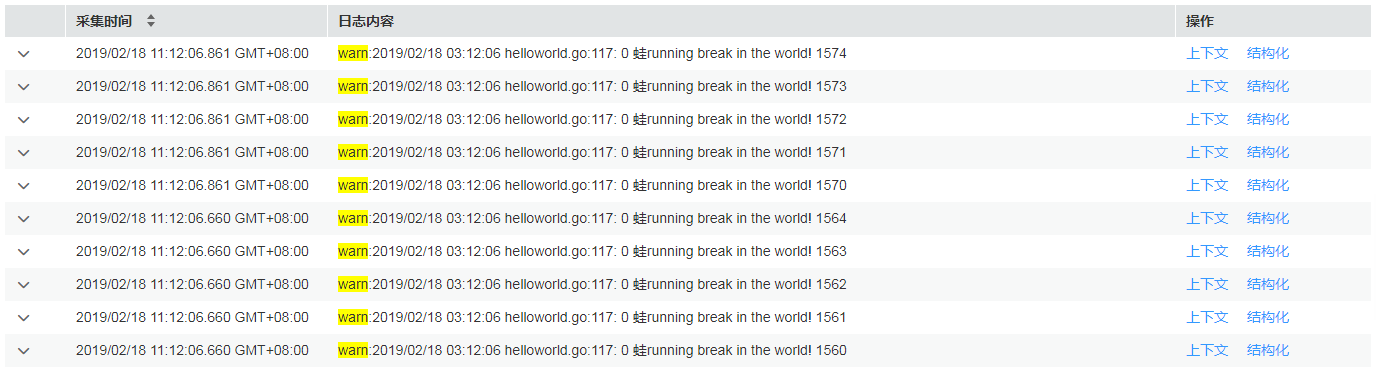 采集时间 日志内容 操作
2019/02/18 11:12:06.861 GMT+08:00 warn:2019/02/18 03:12:06 helloworld.go:117: 0 蛙running break in the world! 1574 上下文 结构化
2019/02/18 11:12:06.861 GMT+08:00 warn:2019/02/18 03:12:06 helloworld.go:117: 0 蛙running break in the world! 1573 上下文 结构化
2019/02/18 11:12:06.861 GMT+08:00 warn:2019/02/18 03:12:06 helloworld.go:117: 0 蛙running break in the world! 1572 上下文 结构化
2019/02/18 11:12:06.861 GMT+08:00 warn:2019/02/18 03:12:06 helloworld.go:117: 0 蛙running break in the world! 1571 上下文 结构化
2019/02/18 11:12:06.861 GMT+08:00 warn:2019/02/18 03:12:06 helloworld.go:117: 0 蛙running break in the world! 1570 上下文 结构化
2019/02/18 11:12:06.660 GMT+08:00 warn:2019/02/18 03:12:06 helloworld.go:117: 0 蛙running break in the world! 1564 上下文 结构化
2019/02/18 11:12:06.660 GMT+08:00 warn:2019/02/18 03:12:06 helloworld.go:117: 0 蛙running break in the world! 1563 上下文 结构化
2019/02/18 11:12:06.660 GMT+08:00 warn:2019/02/18 03:12:06 helloworld.go:117: 0 蛙running break in the world! 1562 上下文 结构化
2019/02/18 11:12:06.660 GMT+08:00 warn:2019/02/18 03:12:06 helloworld.go:117: 0 蛙running break in the world! 1561 上下文 结构化
2019/02/18 11:12:06.660 GMT+08:00 warn:2019/02/18 03:12:06 helloworld.go:117: 0 蛙running break in the world! 1560 上下文 结构化